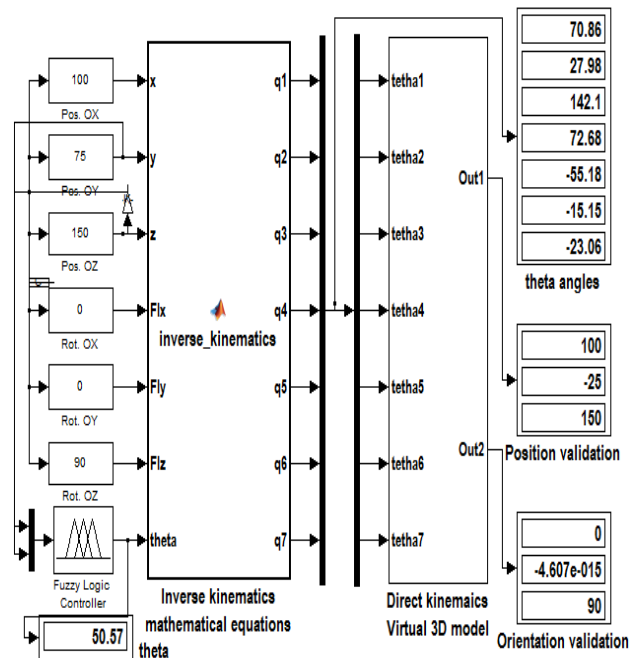 100
Pos. OX
75
Pos. OY
150
Pos. OZ
0
Rot. OX
0
Rot. OY
90
Rot. OZ
Fuzzy Logic
Controller
50.57
theta
x
y
z
FIx
FIy
FIz
theta
inverse_kinematics
q1
q2
q3
q4
q5
q6
q7
Inverse kinematics
mathematical equations
tetha1
tetha2
tetha3
tetha4
tetha5
tetha6
tetha7
Out1
Out2
Direct kinemaics
Virtual 3D model
70.86
27.98
142.1
72.68
-55.18
-15.15
-23.06
theta angles
100
-25
150
Position validation
0
-4.607e-015
90
Orientation validation